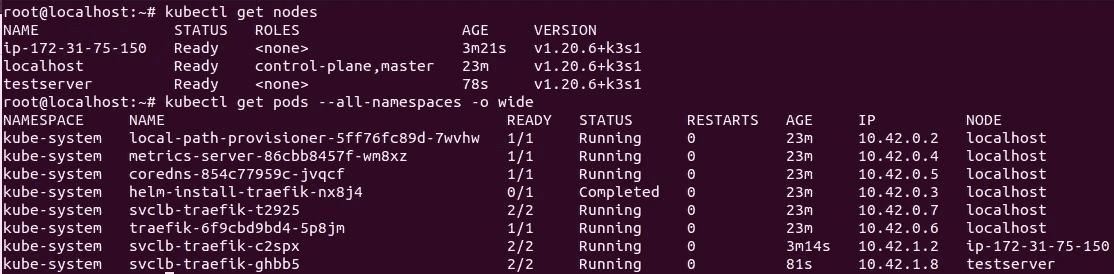 root@localhost:~# kubectl get nodes
NAME STATUS ROLES AGE VERSION
ip-172-31-75-150 Ready <none> 3m21s v1.20.6+k3s1
localhost Ready control-plane,master 23m v1.20.6+k3s1
testserver Ready <none> 78s v1.20.6+k3s1
root@localhost:~# kubectl get pods --all-namespaces -o wide
NAMESPACE NAME READY STATUS RESTARTS AGE IP NODE
kube-system local-path-provisioner-5ff76fc89d-7wvhw 1/1 Running 0 23m 10.42.0.2 localhost
kube-system metrics-server-86cbb8457f-wm8xz 1/1 Running 0 23m 10.42.0.4 localhost
kube-system coredns-854c77959c-jvqcf 1/1 Running 0 23m 10.42.0.5 localhost
kube-system helm-install-traefik-nx8j4 0/1 Completed 0 23m 10.42.0.3 localhost
kube-system svclb-traefik-t2925 2/2 Running 0 23m 10.42.0.7 localhost
kube-system traefik-6f9cbd9bd4-5p8jm 1/1 Running 0 23m 10.42.0.6 localhost
kube-system svclb-traefik-c2spx 2/2 Running 0 3m14s 10.42.1.2 ip-172-31-75-150
kube-system svclb-traefik-ghbb5 2/2 Running 0 81s 10.42.1.8 testserver